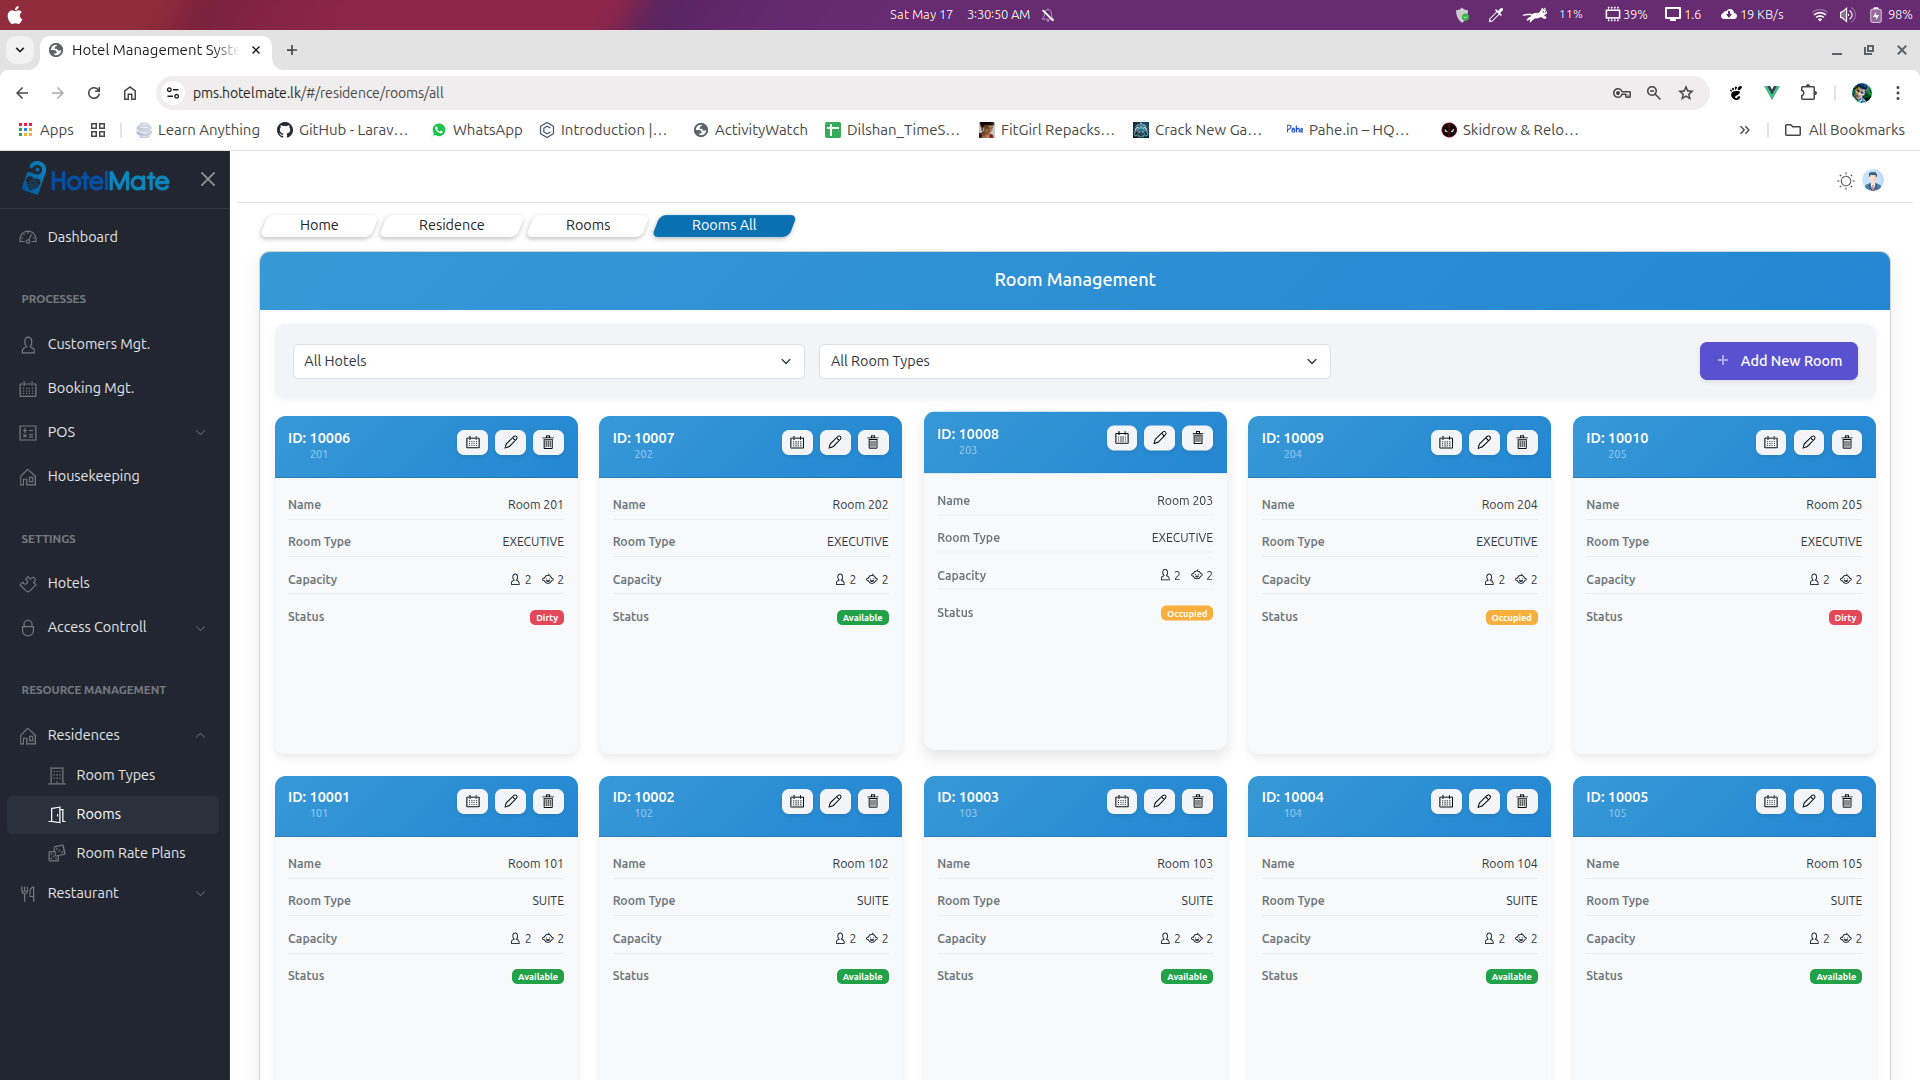 Sat May 17 3:30:50 AM 11% 39% 1.6 19 KB/s 98%
Hotel Management Syste
pms.hotelmate.lk/#/residence/rooms/all
Apps Learn Anything GitHub - Larav... WhatsApp Introduction |... ActivityWatch Dilshan_TimeS... FitGirl Repacks... Crack New Ga... Pahe Pahe.in – HQ... Skidrow & Relo... » All Bookmarks
HotelMate
Dashboard
PROCESSES
Customers Mgt.
Booking Mgt.
POS
Housekeeping
SETTINGS
Hotels
Access Controll
RESOURCE MANAGEMENT
Residences
Room Types
Rooms
Room Rate Plans
Restaurant
Home Residence Rooms Rooms All
Room Management
All Hotels All Room Types + Add New Room
ID: 10006 ID: 10007 ID: 10008 ID: 10009 ID: 10010
201 202 203 204 205
Name Room 201 Name Room 202 Name Room 203 Name Room 204 Name Room 205
Room Type EXECUTIVE Room Type EXECUTIVE Room Type EXECUTIVE Room Type EXECUTIVE Room Type EXECUTIVE
Capacity 2 2 Capacity 2 2 Capacity 2 2 Capacity 2 2 Capacity 2 2
Status Dirty Status Available Status Occupied Status Occupied Status Dirty
ID: 10001 ID: 10002 ID: 10003 ID: 10004 ID: 10005
101 102 103 104 105
Name Room 101 Name Room 102 Name Room 103 Name Room 104 Name Room 105
Room Type SUITE Room Type SUITE Room Type SUITE Room Type SUITE Room Type SUITE
Capacity 2 2 Capacity 2 2 Capacity 2 2 Capacity 2 2 Capacity 2 2
Status Available Status Available Status Available Status Available Status Available